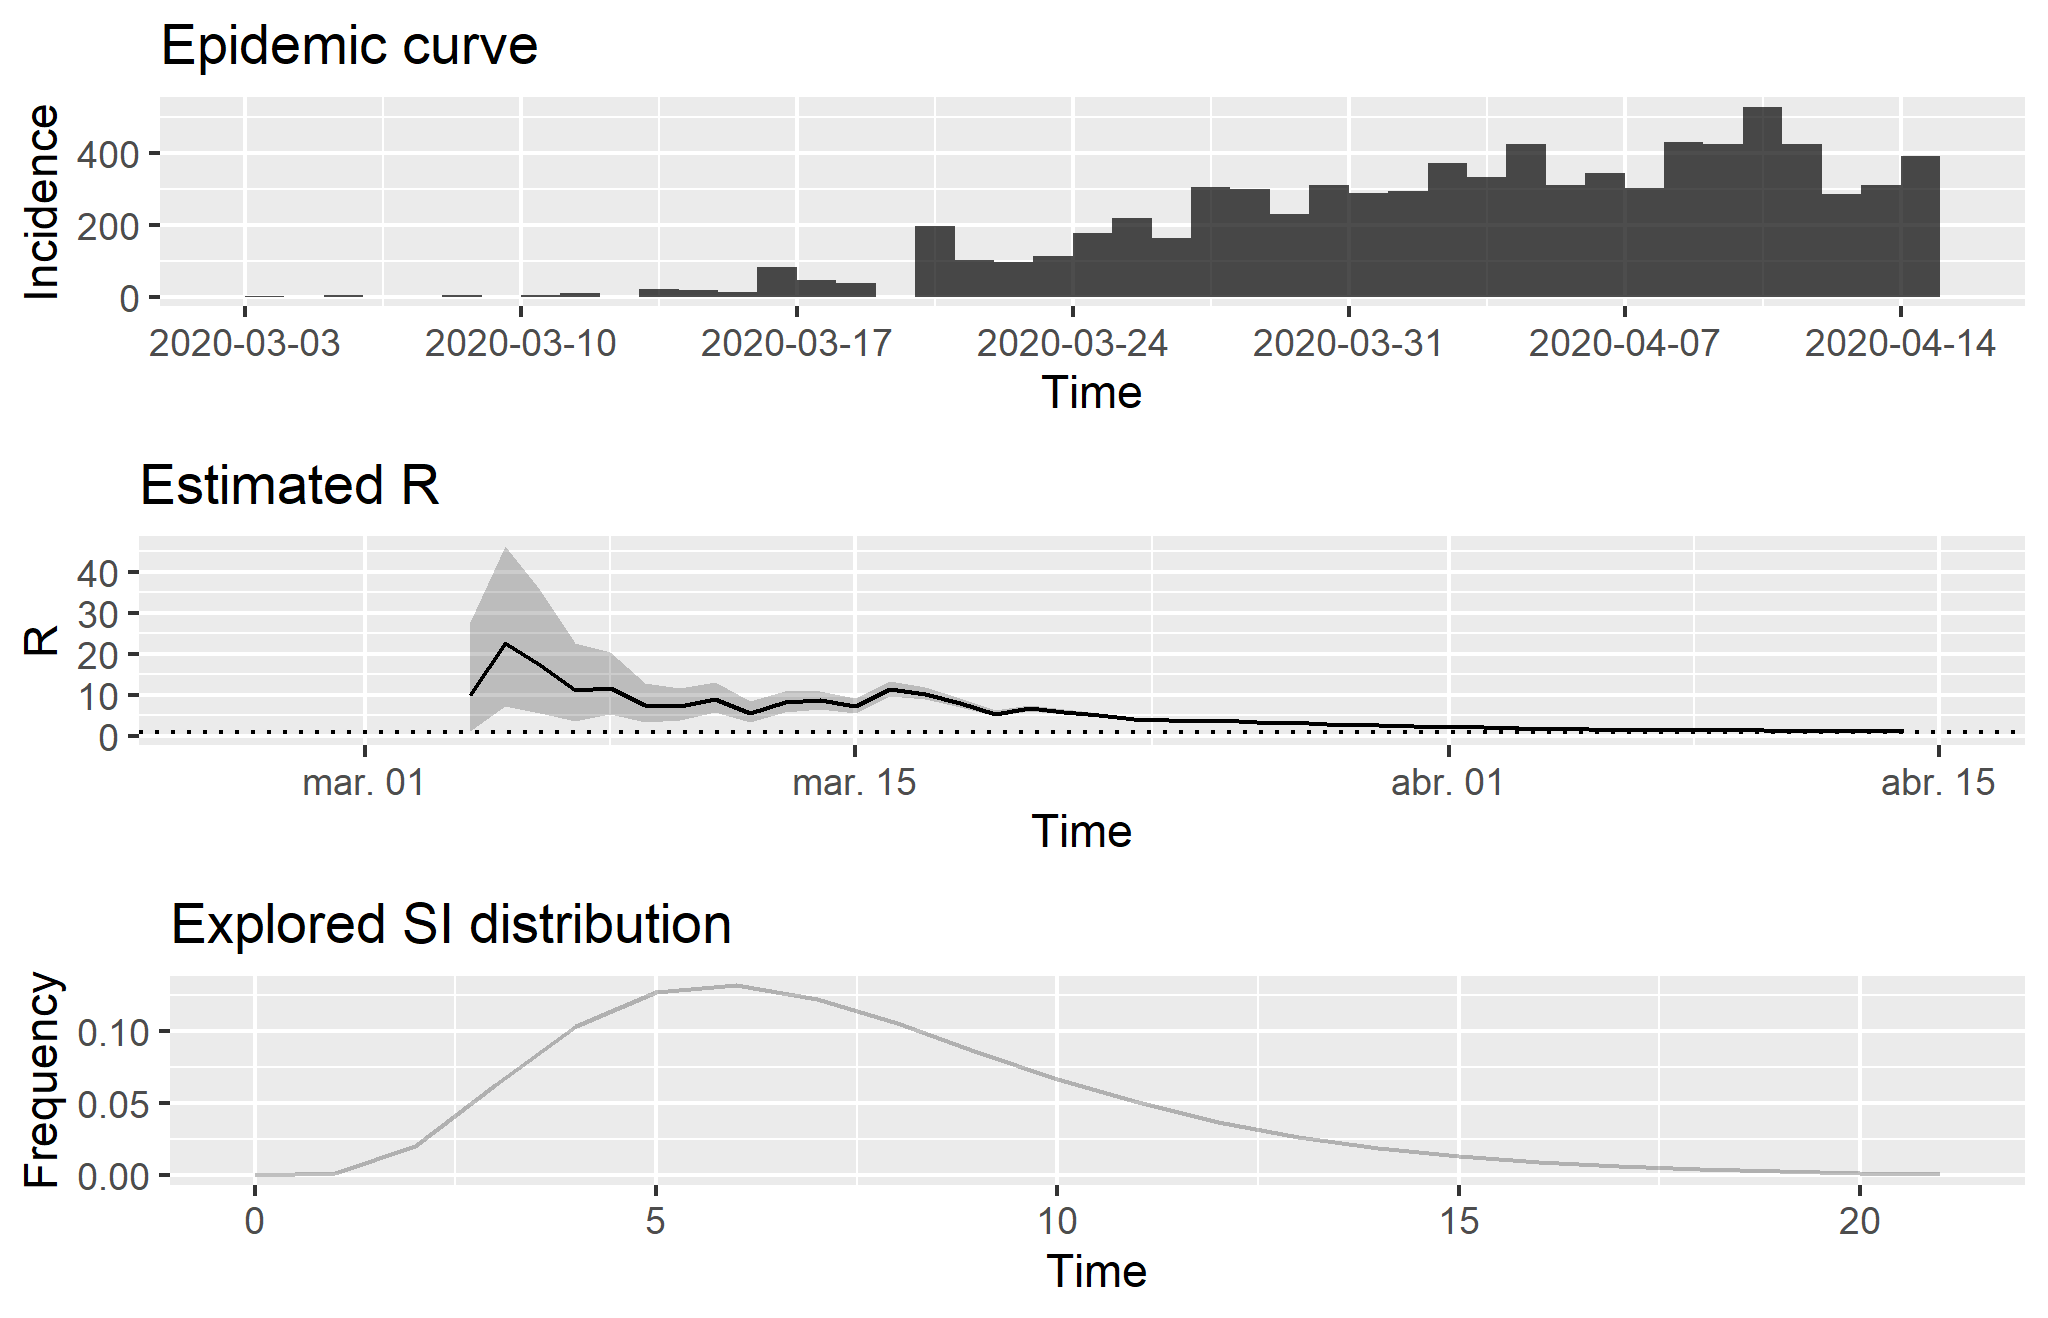 Epidemic curve
Incidence
400
200
0
2020-03-03 2020-03-10 2020-03-17 2020-03-24 2020-03-31 2020-04-07 2020-04-14
Time
Estimated R
R
40
30
20
10
0
mar. 01 mar. 15 abr. 01 abr. 15
Time
Explored SI distribution
Frequency
0.10
0.05
0.00
0 5 10 15 20
Time